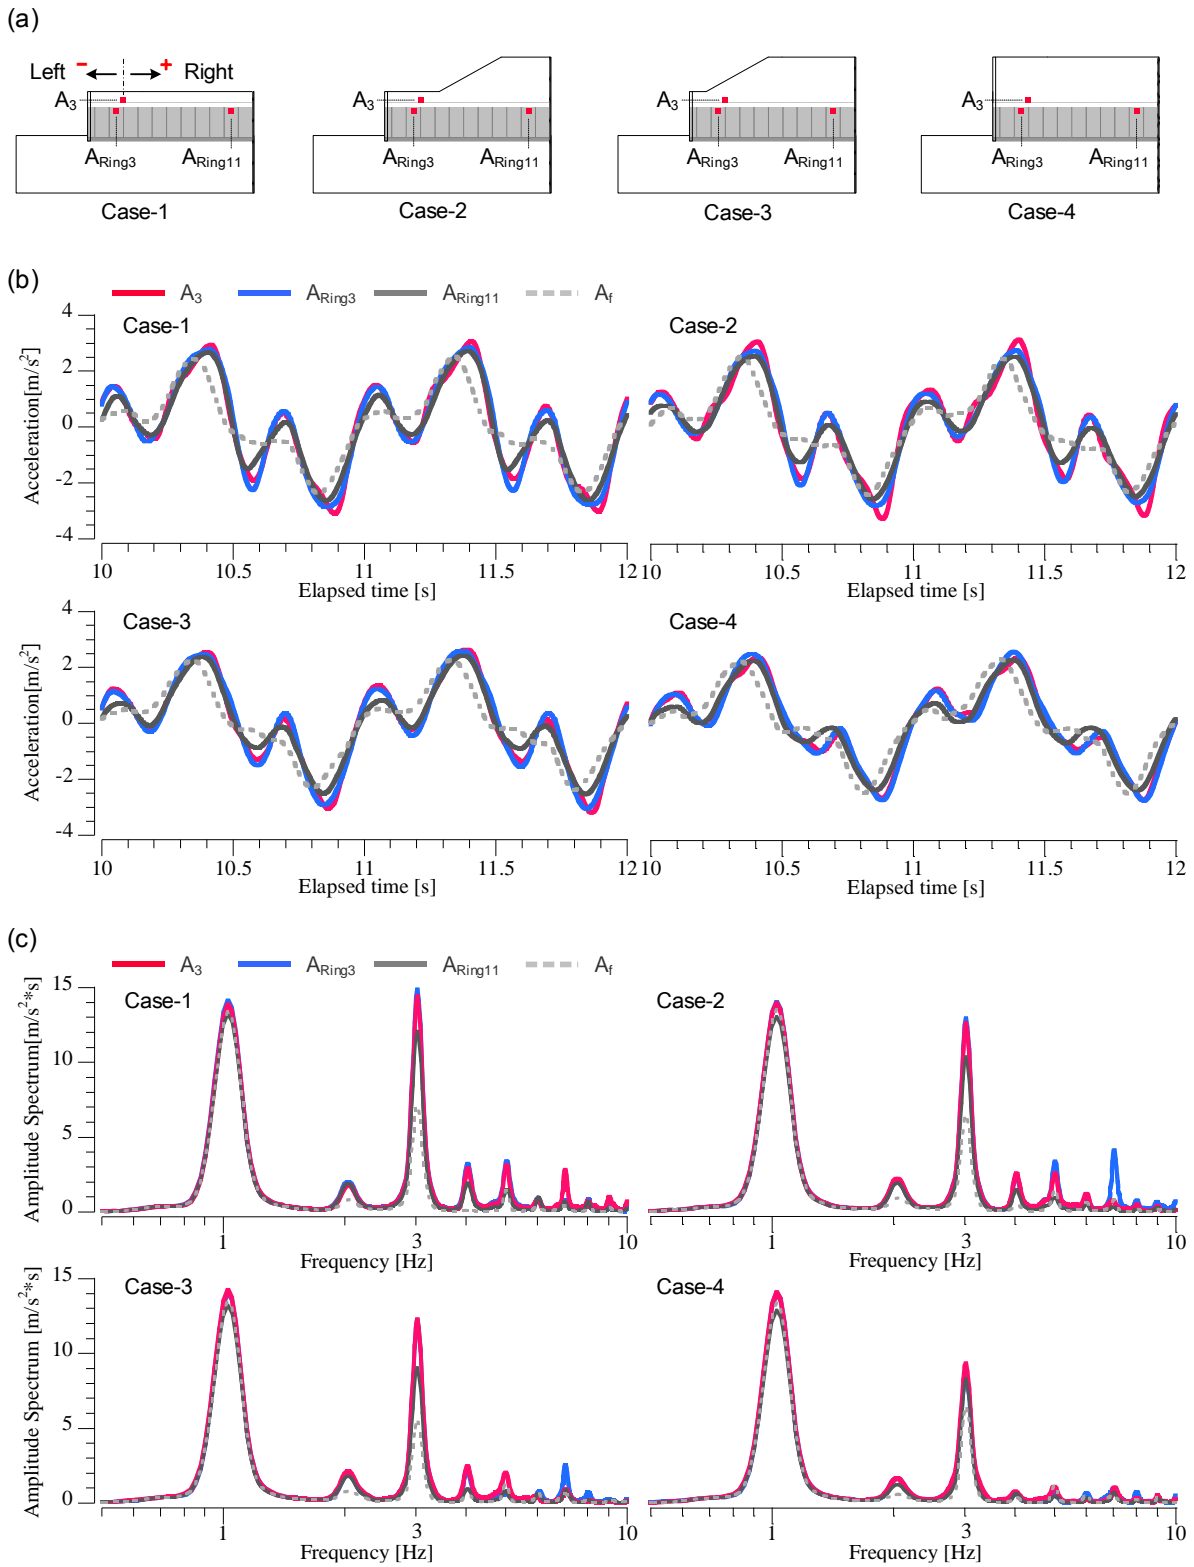 (a)
Left − + Right
A3 A3 A3 A3
ARing3 ARing11 ARing3 ARing11 ARing3 ARing11 ARing3 ARing11
Case-1 Case-2 Case-3 Case-4
(b)
A3 ARing3 ARing11 Af
Case-1 Case-2
Acceleration[m/s²]
4
2
0
-2
-4
10 10.5 11 11.5 12 10 10.5 11 11.5 12
Elapsed time [s] Elapsed time [s]
Case-3 Case-4
Acceleration[m/s²]
4
2
0
-2
-4
10 10.5 11 11.5 12 10 10.5 11 11.5 12
Elapsed time [s] Elapsed time [s]
(c)
A3 ARing3 ARing11 Af
Case-1 Case-2
Amplitude Spectrum[m/s²*s]
15
10
5
0
1 3 10 1 3 10
Frequency [Hz] Frequency [Hz]
Case-3 Case-4
Amplitude Spectrum [m/s²*s]
15
10
5
0
1 3 10 1 3 10
Frequency [Hz] Frequency [Hz]